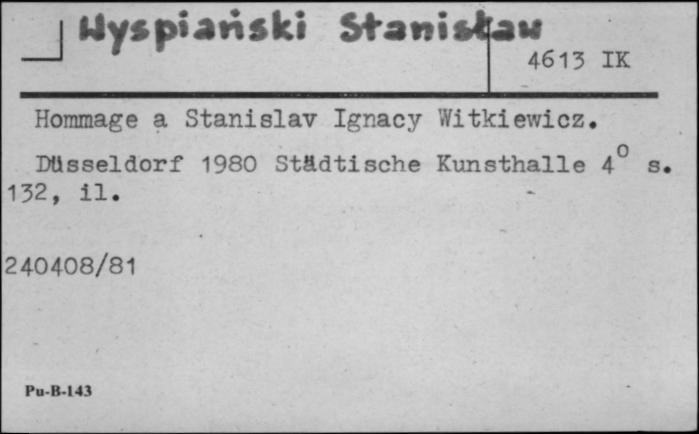 Wyspiański Stanisław
4613 IK
Hommage a Stanislav Ignacy Witkiewicz.
Düsseldorf 1980 Städtische Kunsthalle 4° s.
132, il.
240408/81
Pu-B-143